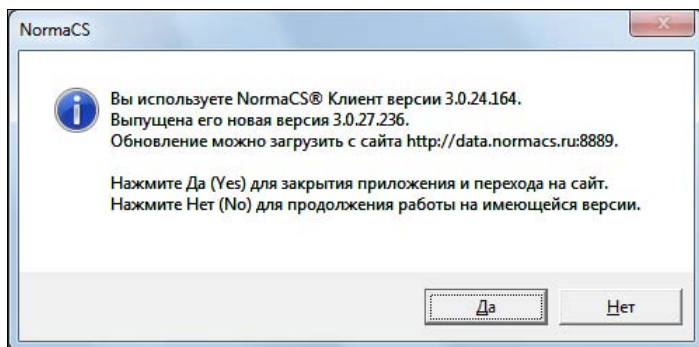 NormaCS
Вы используете NormaCS® Клиент версии 3.0.24.164.
Выпущена его новая версия 3.0.27.236.
Обновление можно загрузить с сайта http://data.normacs.ru:8889.
Нажмите Да (Yes) для закрытия приложения и перехода на сайт.
Нажмите Нет (No) для продолжения работы на имеющейся версии.
Да Нет